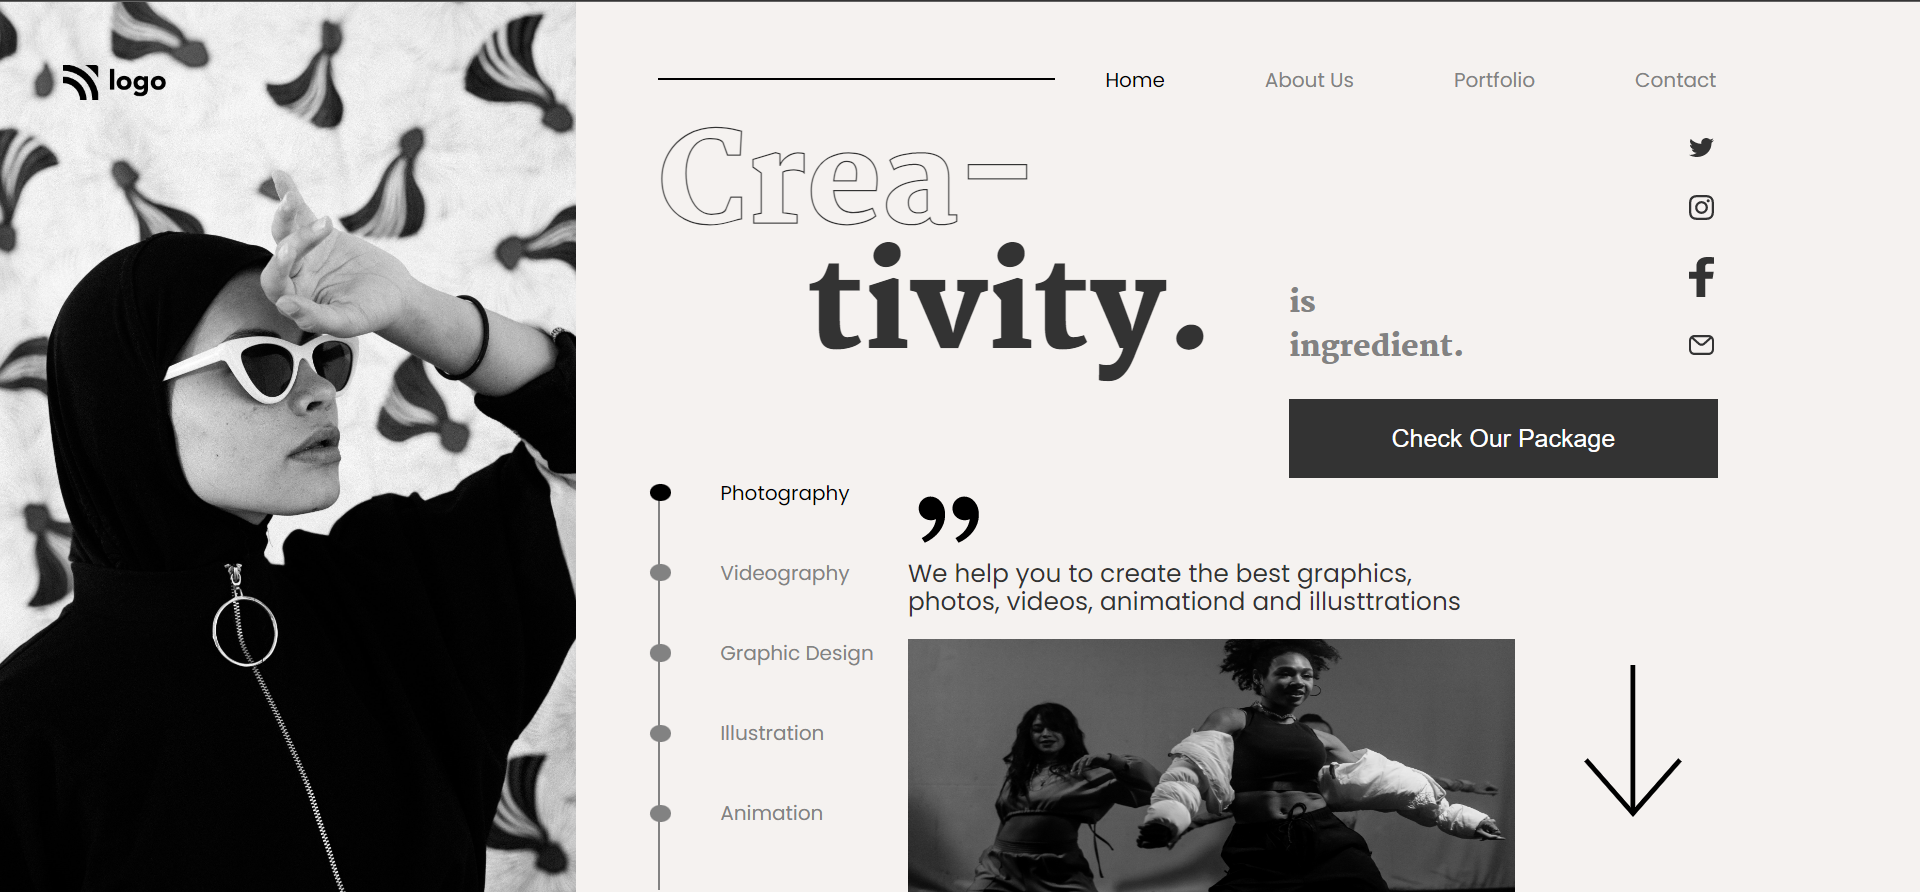 logo
Home About Us Portfolio Contact
Crea-
tivity.
is
ingredient.
Check Our Package
Photography
Videography
Graphic Design
Illustration
Animation
”
We help you to create the best graphics,
photos, videos, animationd and illusttrations